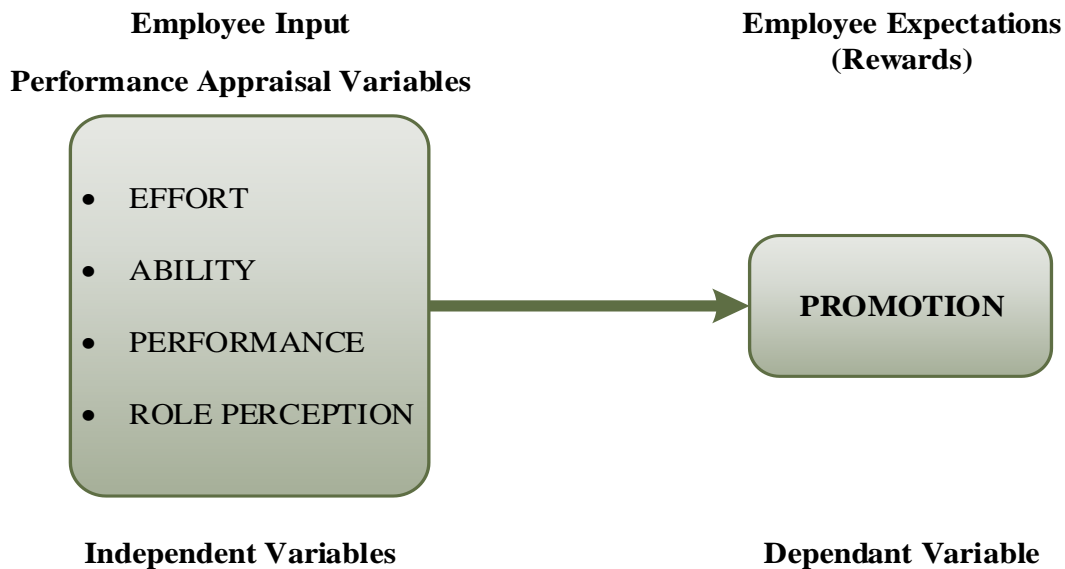 Employee Input
Performance Appraisal Variables
• EFFORT
• ABILITY
• PERFORMANCE
• ROLE PERCEPTION
Independent Variables
Employee Expectations
(Rewards)
PROMOTION
Dependant Variable